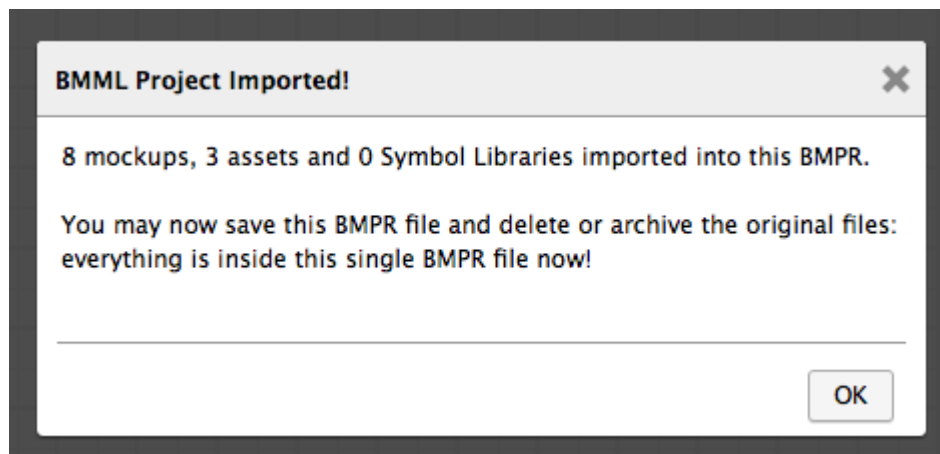 BMML Project Imported!
8 mockups, 3 assets and 0 Symbol Libraries imported into this BMPR.
You may now save this BMPR file and delete or archive the original files:
everything is inside this single BMPR file now!
OK